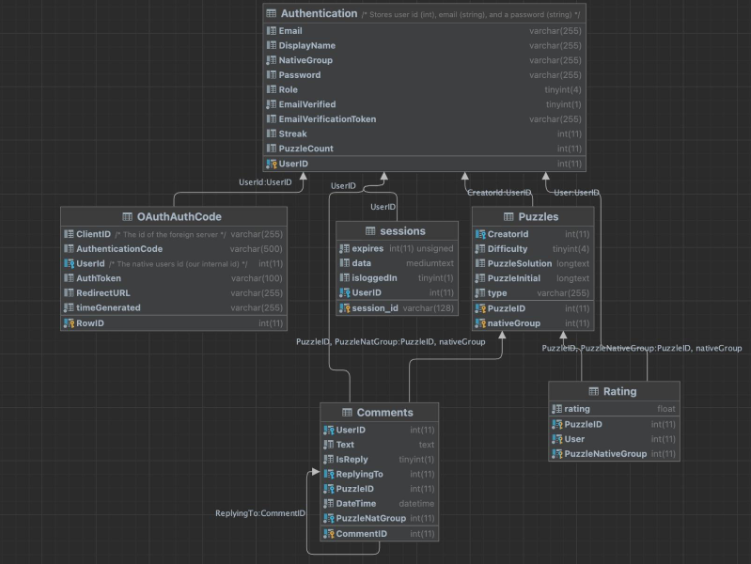 Authentication /* Stores user id (int), email (string), and a password (string) */
Email varchar(255)
DisplayName varchar(255)
NativeGroup varchar(255)
Password varchar(255)
Role tinyint(4)
EmailVerified tinyint(1)
EmailVerificationToken varchar(255)
Streak int(11)
PuzzleCount int(11)
UserID int(11)
UserId:UserID
UserID
CreatorId:UserID
User:UserID
UserID
OAuthAuthCode
ClientID /* The id of the foreign server */ varchar(255)
AuthenticationCode varchar(500)
UserId /* The native users id (our internal id) */ int(11)
AuthToken varchar(100)
RedirectURL varchar(255)
timeGenerated varchar(255)
RowID int(11)
sessions
expires int(11) unsigned
data mediumtext
isloggedIn tinyint(1)
UserID int(11)
session_id varchar(128)
Puzzles
CreatorId int(11)
Difficulty tinyint(4)
PuzzleSolution longtext
PuzzleInitial longtext
type varchar(255)
PuzzleID int(11)
nativeGroup int(11)
PuzzleID, PuzzleNatGroup:PuzzleID, nativeGroup
PuzzleID, PuzzleNativeGroup:PuzzleID, nativeGroup
Rating
rating float
PuzzleID int(11)
User int(11)
PuzzleNativeGroup int(11)
Comments
UserID int(11)
Text text
IsReply tinyint(1)
ReplyingTo int(11)
PuzzleID int(11)
DateTime datetime
PuzzleNatGroup int(11)
CommentID int(11)
ReplyingTo:CommentID